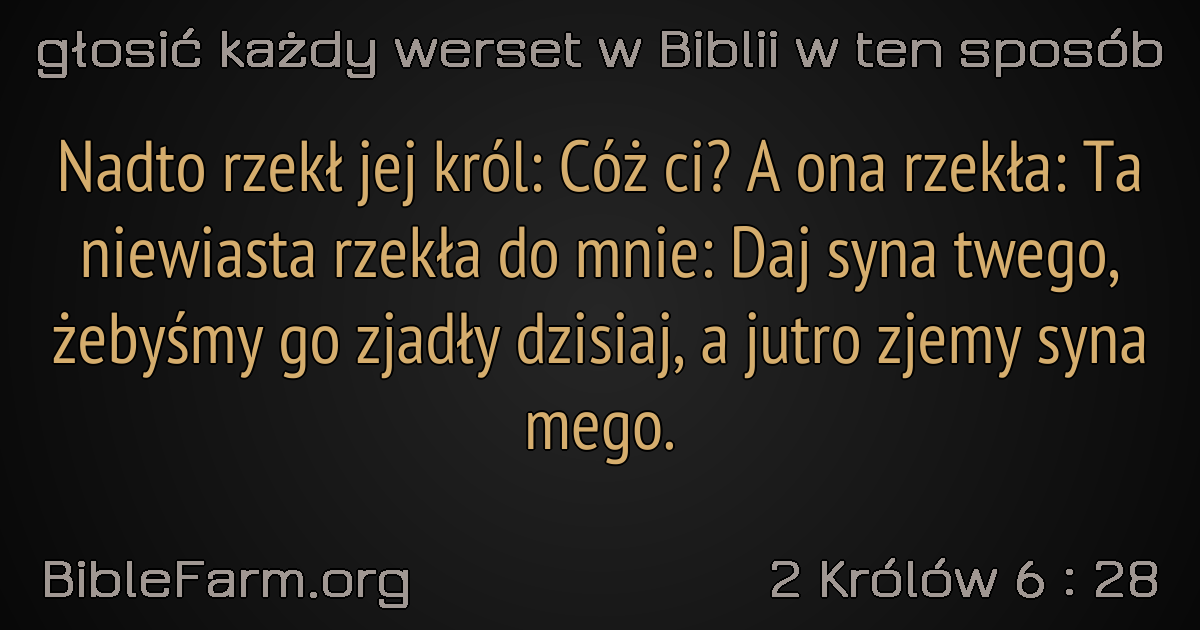 głosić każdy werset w Biblii w ten sposób
Nadto rzekł jej król: Cóż ci? A ona rzekła: Ta
niewiasta rzekła do mnie: Daj syna twego,
żebyśmy go zjadły dzisiaj, a jutro zjemy syna
mego.
BibleFarm.org
2 Królów 6 : 28